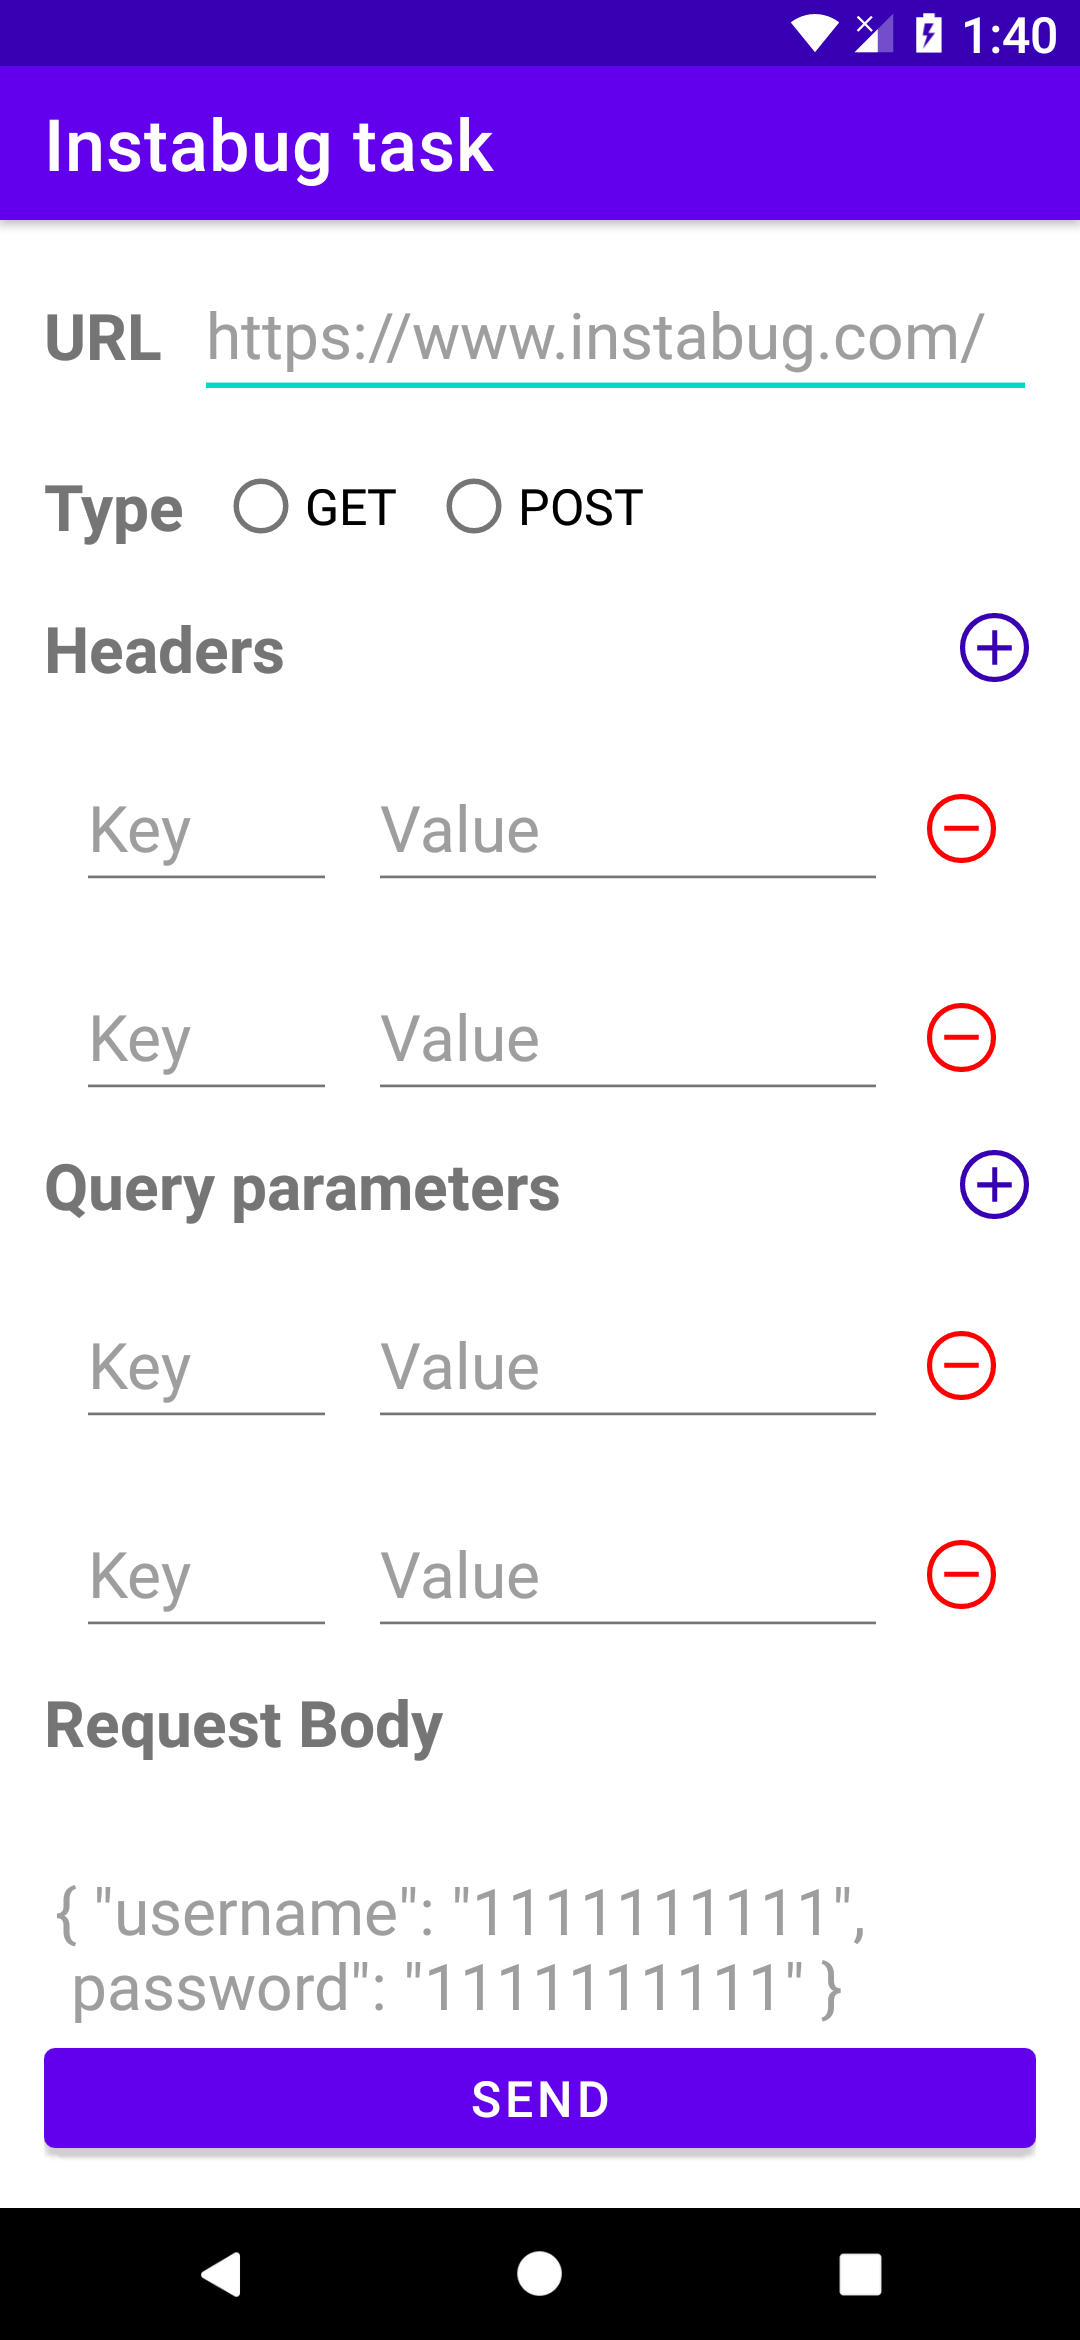 1:40
Instabug task
URL https://www.instabug.com/
Type GET POST
Headers
Key Value
Key Value
Query parameters
Key Value
Key Value
Request Body
{ "username": "1111111111",
password": "1111111111" }
SEND